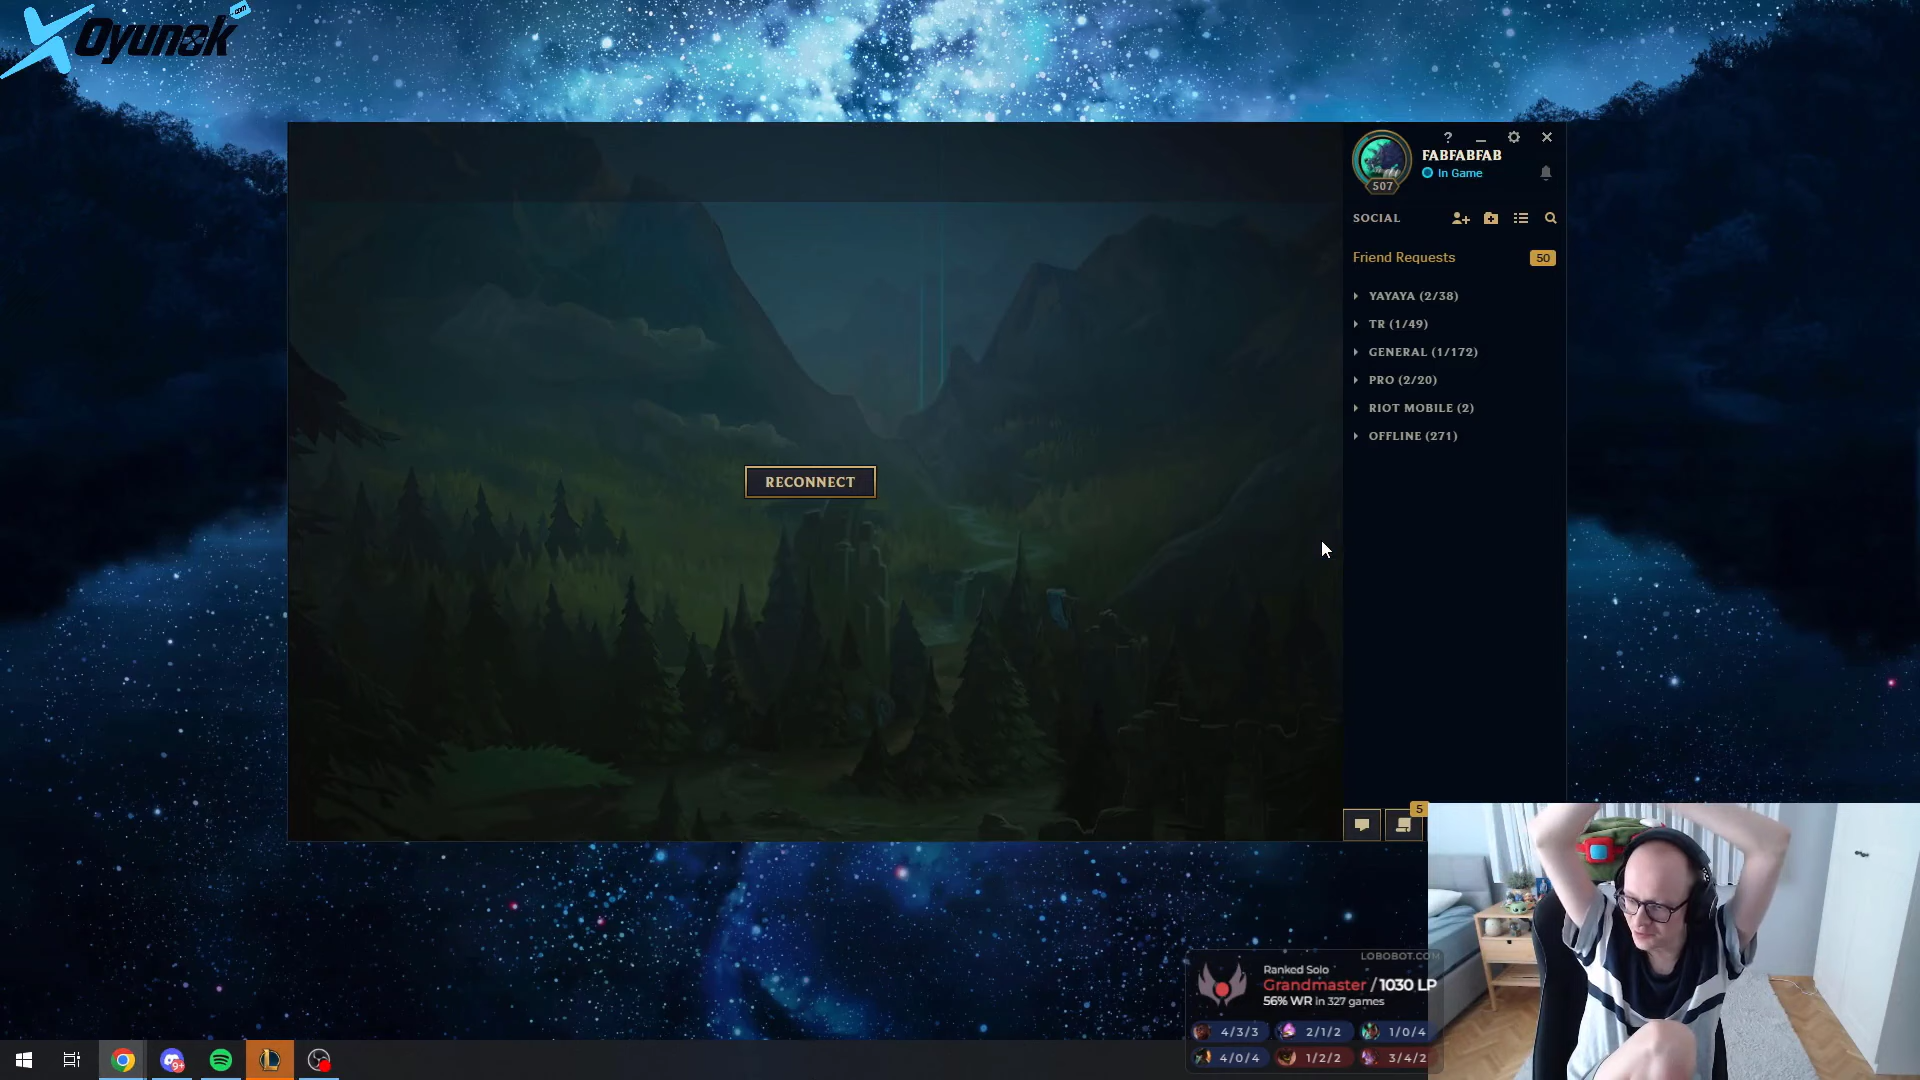 Oyunek
.com
?
FABFABFAB
In Game
507
SOCIAL
Friend Requests
50
YAYAYA (2/38)
TR (1/49)
GENERAL (1/172)
PRO (2/20)
RIOT MOBILE (2)
OFFLINE (271)
RECONNECT
5
LOBOBOT.COM
Ranked Solo
Grandmaster / 1030 LP
56% WR in 327 games
4/3/3 2/1/2 1/0/4
4/0/4 1/2/2 3/4/2
9+